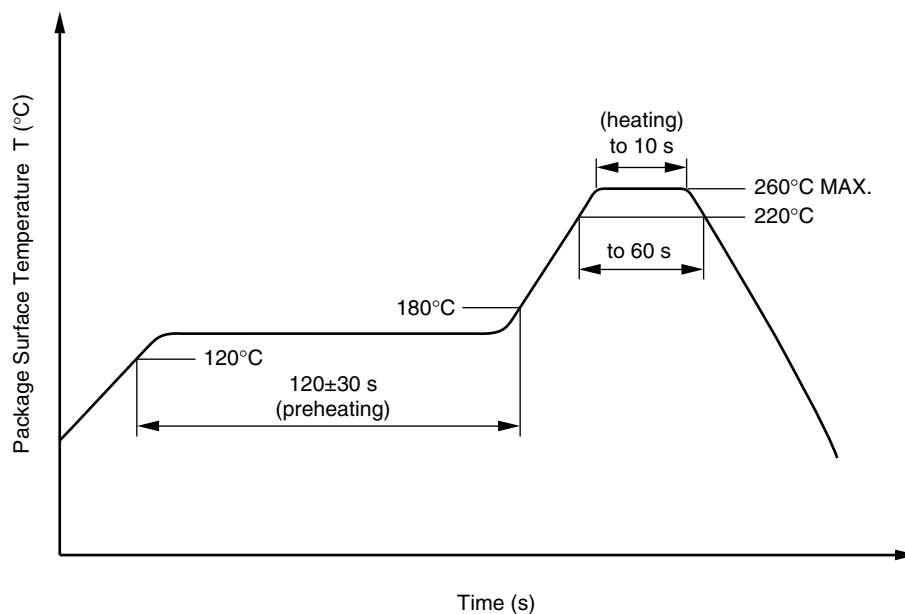 Package Surface Temperature T (°C)
(heating)
to 10 s
260°C MAX.
220°C
to 60 s
180°C
120°C
120±30 s
(preheating)
Time (s)